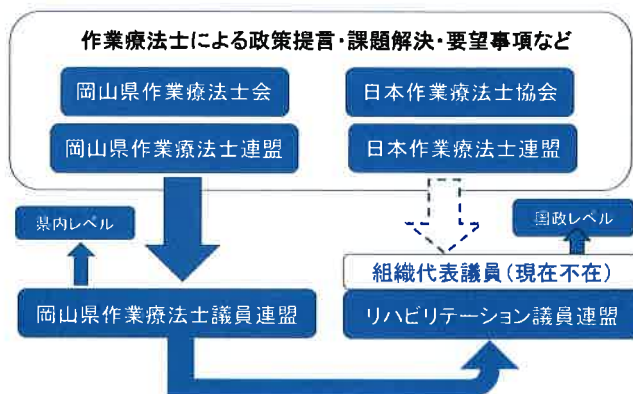 作業療法士による政策提言・課題解決・要望事項など
岡山県作業療法士会
日本作業療法士協会
岡山県作業療法士連盟
日本作業療法士連盟
県内レベル
国政レベル
組織代表議員（現在不在）
岡山県作業療法士議員連盟
リハビリテーション議員連盟